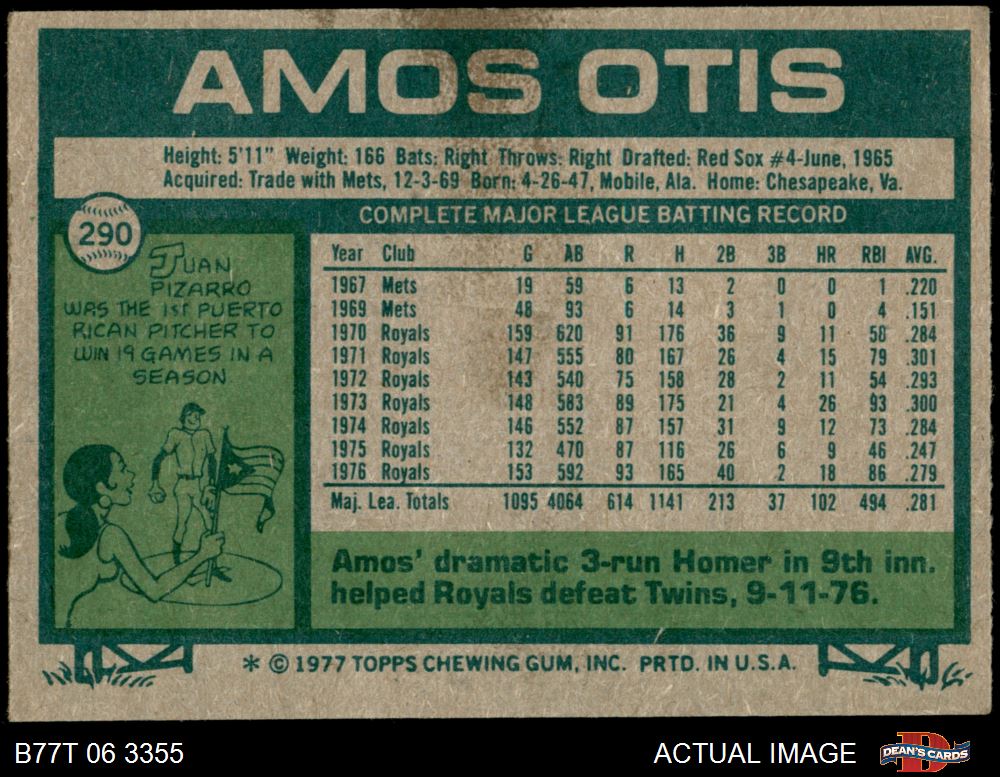 AMOS OTIS
Height: 5'11" Weight: 166 Bats: Right Throws: Right Drafted: Red Sox #4-June, 1965
Acquired: Trade with Mets, 12-3-69 Born: 4-26-47, Mobile, Ala. Home: Chesapeake, Va.
290
JUAN
PIZARRO
WAS THE 1ST PUERTO
RICAN PITCHER TO
WIN 19 GAMES IN A
SEASON
COMPLETE MAJOR LEAGUE BATTING RECORD
Year Club G AB R H 2B 3B HR RBI AVG.
1967 Mets 19 59 6 13 2 0 0 1 .220
1969 Mets 48 93 6 14 3 1 0 4 .151
1970 Royals 159 620 91 176 36 9 11 58 .284
1971 Royals 147 555 80 167 26 4 15 79 .301
1972 Royals 143 540 75 158 28 2 11 54 .293
1973 Royals 148 583 89 175 21 4 26 93 .300
1974 Royals 146 552 87 157 31 9 12 73 .284
1975 Royals 132 470 87 116 26 6 9 46 .247
1976 Royals 153 592 93 165 40 2 18 86 .279
Maj. Lea. Totals 1095 4064 614 1141 213 37 102 494 .281
Amos' dramatic 3-run Homer in 9th inn.
helped Royals defeat Twins, 9-11-76.
* © 1977 TOPPS CHEWING GUM, INC. PRTD. IN U.S.A.
B77T 06 3355 ACTUAL IMAGE DEAN'S CARDS